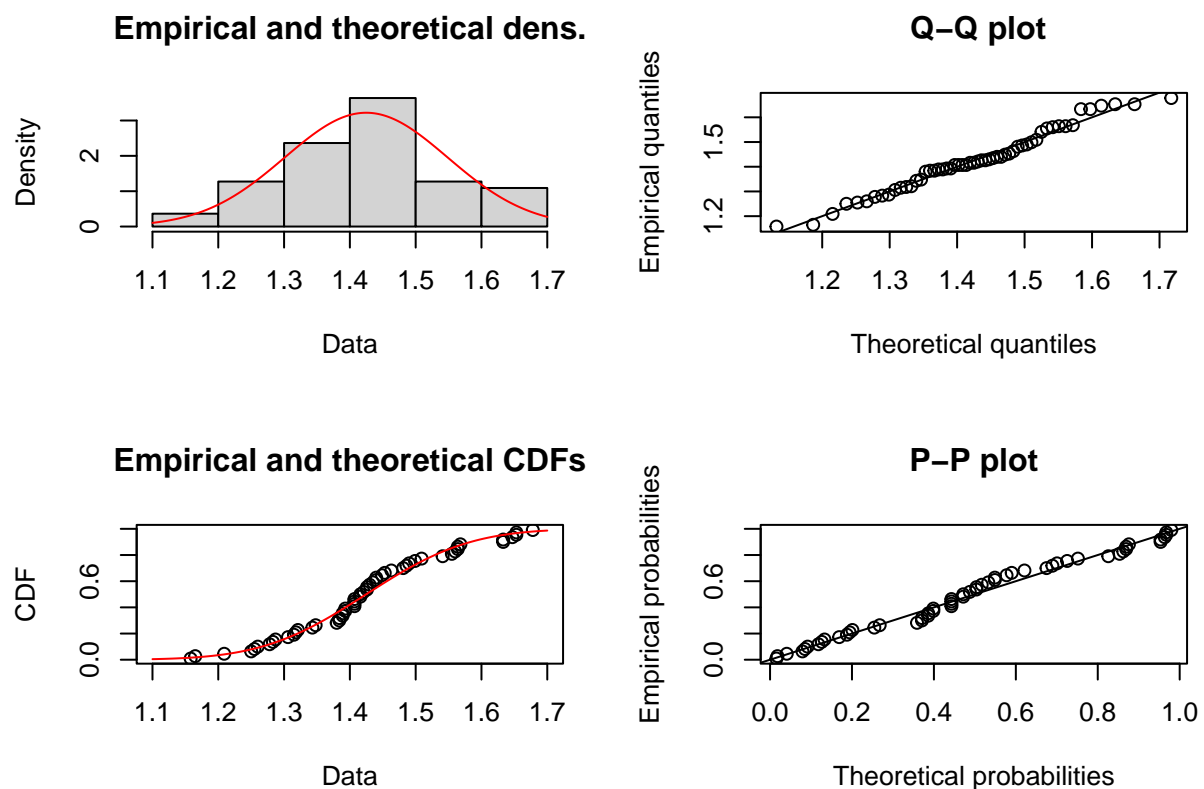 Empirical and theoretical dens.
Density
0 2
1.1 1.2 1.3 1.4 1.5 1.6 1.7
Data
Q−Q plot
Empirical quantiles
1.2 1.5
1.2 1.3 1.4 1.5 1.6 1.7
Theoretical quantiles
Empirical and theoretical CDFs
CDF
0.0 0.6
1.1 1.2 1.3 1.4 1.5 1.6 1.7
Data
P−P plot
Empirical probabilities
0.0 0.6
0.0 0.2 0.4 0.6 0.8 1.0
Theoretical probabilities